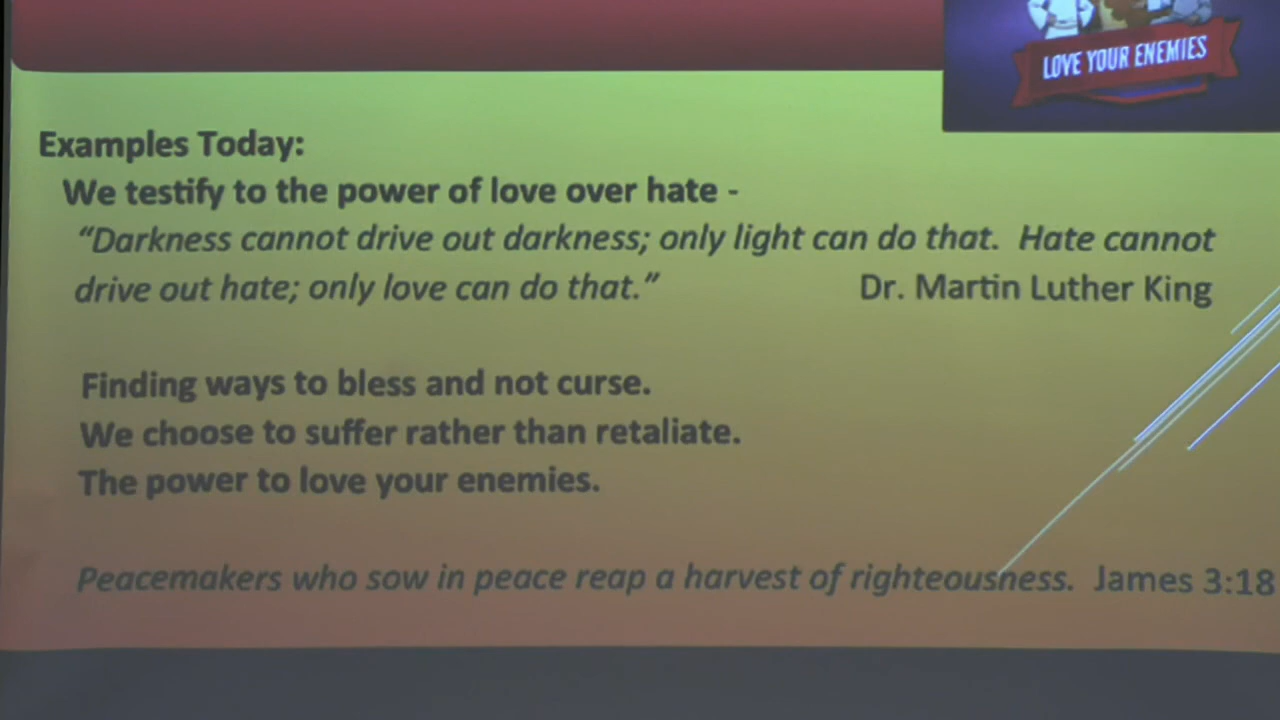 LOVE YOUR ENEMIES
Examples Today:
We testify to the power of love over hate -
“Darkness cannot drive out darkness; only light can do that. Hate cannot
drive out hate; only love can do that.” Dr. Martin Luther King
Finding ways to bless and not curse.
We choose to suffer rather than retaliate.
The power to love your enemies.
Peacemakers who sow in peace reap a harvest of righteousness. James 3:18